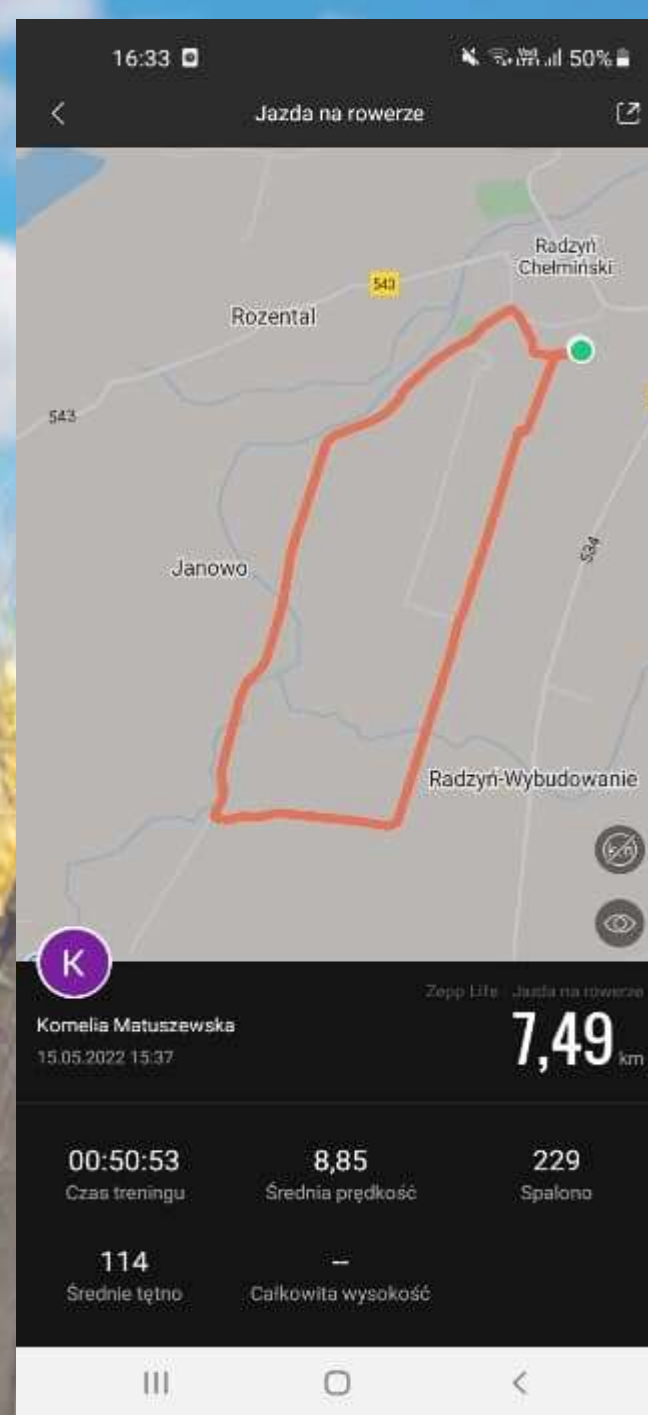 16:33
50%
Jazda na rowerze
Radzyń
Chełmiński
543
Rozental
543
534
Janowo
Radzyń-Wybudowanie
K
Zepp Life Jazda na rowerze
Kornelia Matuszewska
7,49 km
15.05.2022 15:37
00:50:53
8,85
229
Czas treningu
Średnia prędkość
Spalono
114
--
Średnie tętno
Całkowita wysokość